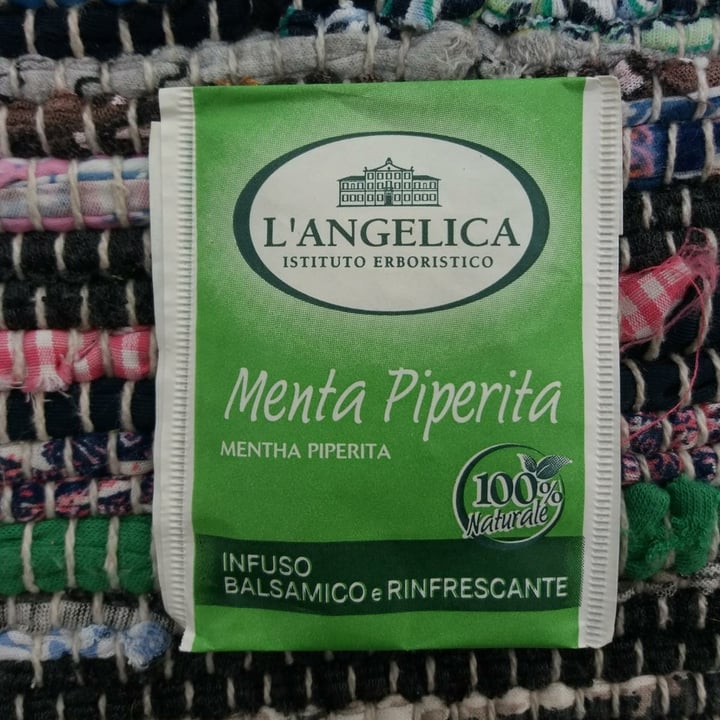 L'ANGELICA
ISTITUTO ERBORISTICO
Menta Piperita
MENTHA PIPERITA
100%
Naturale
INFUSO
BALSAMICO e RINFRESCANTE